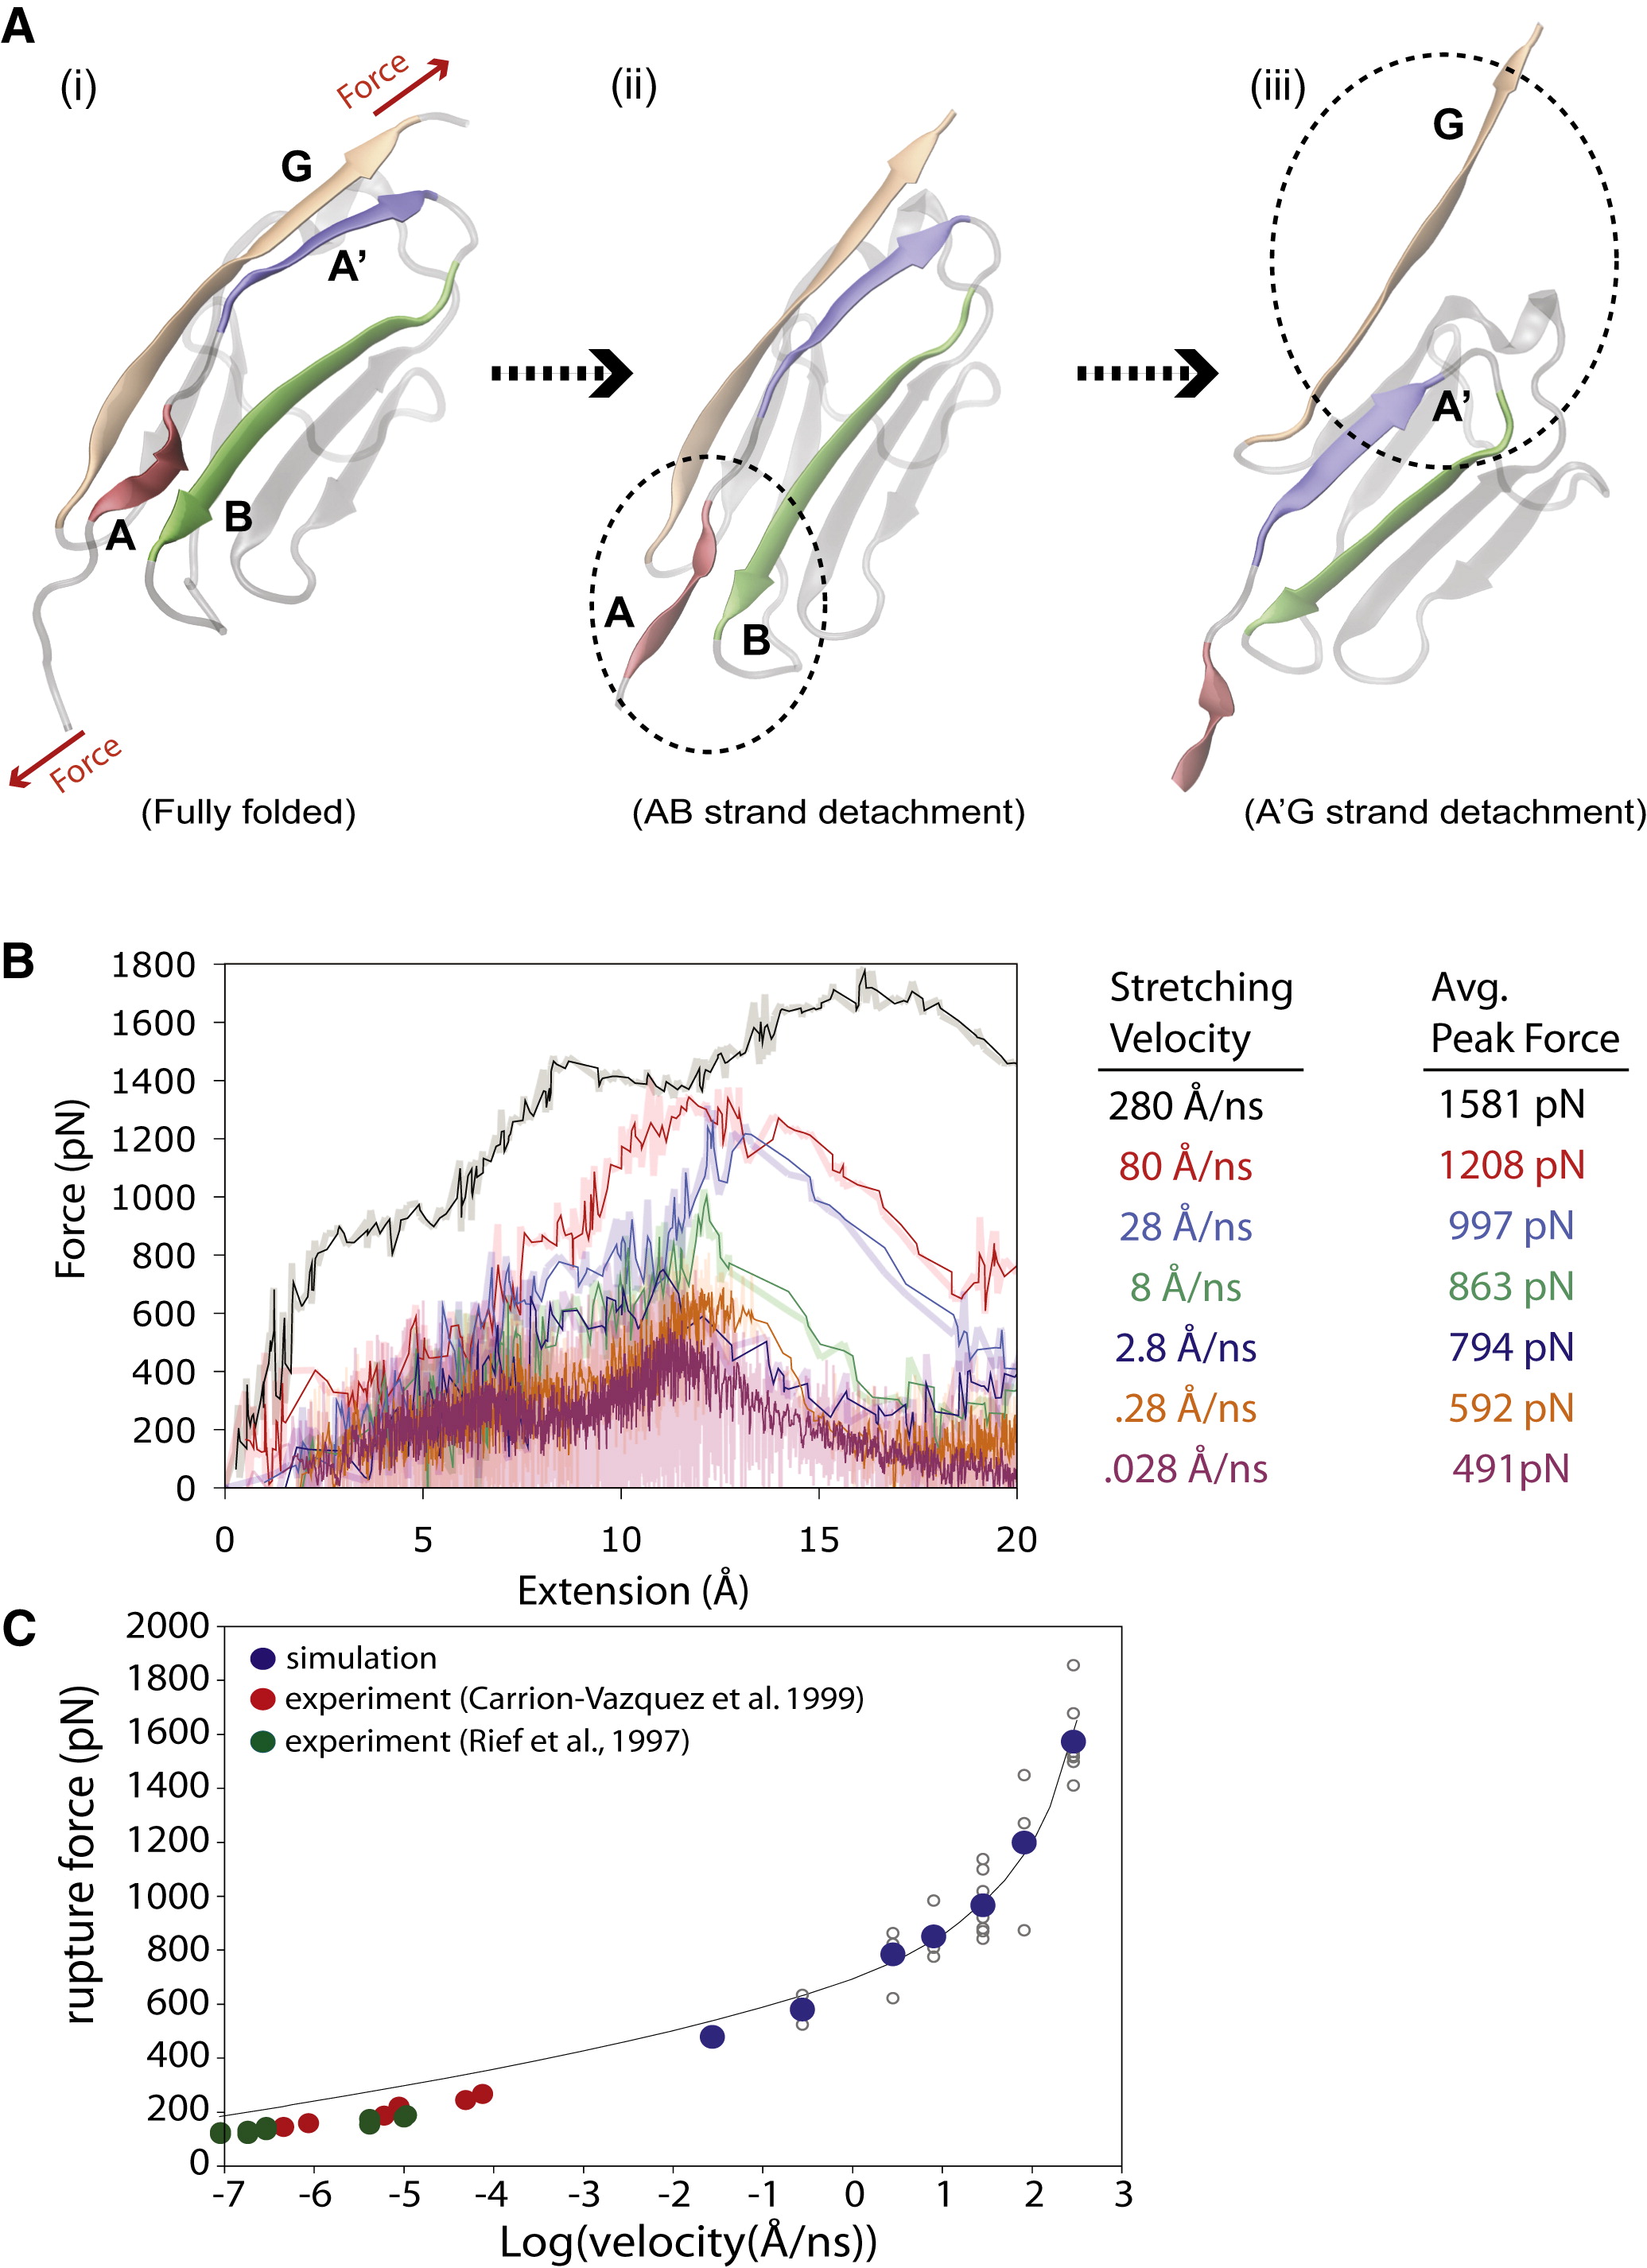 A
(i)
Force
G
A’
A
B
Force
(Fully folded)
(ii)
A
B
(AB strand detachment)
(iii)
G
A’
(A’G strand detachment)
B
1800
1600
1400
1200
1000
800
600
400
200
0
Force (pN)
0 5 10 15 20
Extension (Å)
Stretching Velocity
Avg. Peak Force
280 Å/ns 1581 pN
80 Å/ns 1208 pN
28 Å/ns 997 pN
8 Å/ns 863 pN
2.8 Å/ns 794 pN
.28 Å/ns 592 pN
.028 Å/ns 491pN
C
2000
1800
1600
1400
1200
1000
800
600
400
200
0
rupture force (pN)
simulation
experiment (Carrion-Vazquez et al. 1999)
experiment (Rief et al., 1997)
-7 -6 -5 -4 -3 -2 -1 0 1 2 3
Log(velocity(Å/ns))